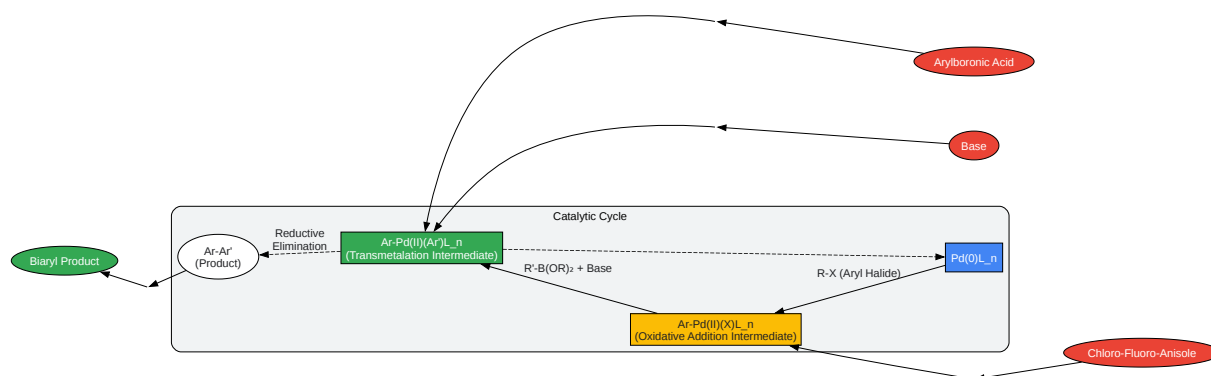 Arylboronic Acid
Base
Catalytic Cycle
Reductive
Elimination
Ar-Ar'
(Product)
Ar-Pd(II)(Ar')L_n
(Transmetalation Intermediate)
Biaryl Product
Pd(0)L_n
R'-B(OR)₂ + Base
R-X (Aryl Halide)
Ar-Pd(II)(X)L_n
(Oxidative Addition Intermediate)
Chloro-Fluoro-Anisole